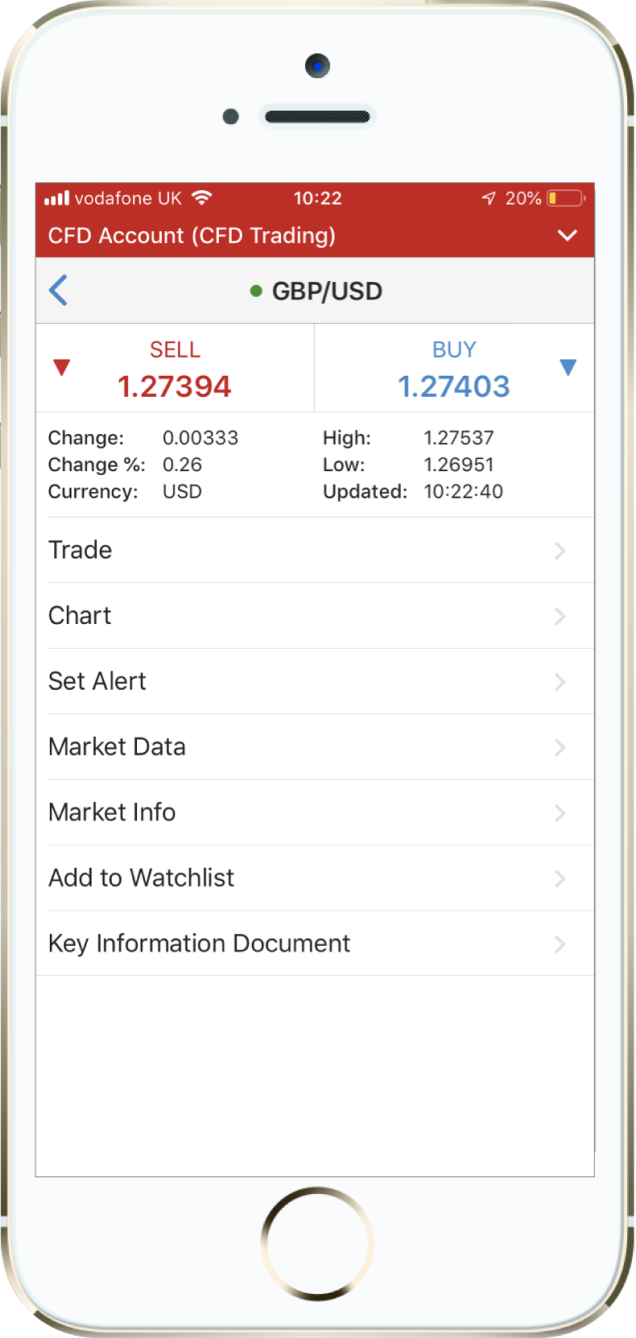 vodafone UK 10:22 20%
CFD Account (CFD Trading)
GBP/USD
SELL BUY
1.27394 1.27403
Change: 0.00333 High: 1.27537
Change %: 0.26 Low: 1.26951
Currency: USD Updated: 10:22:40
Trade
Chart
Set Alert
Market Data
Market Info
Add to Watchlist
Key Information Document